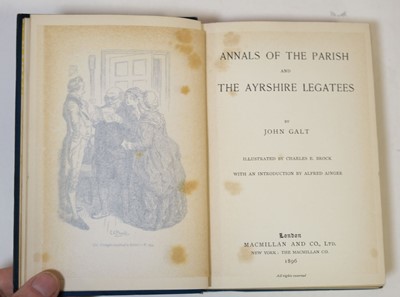 ANNALS OF THE PARISH
AND
THE AYRSHIRE LEGATEES
BY
JOHN GALT
ILLUSTRATED BY CHARLES E. BROCK
WITH AN INTRODUCTION BY ALFRED AINGER
London
MACMILLAN AND CO., LTD.
NEW YORK: THE MACMILLAN CO.
1896
All rights reserved